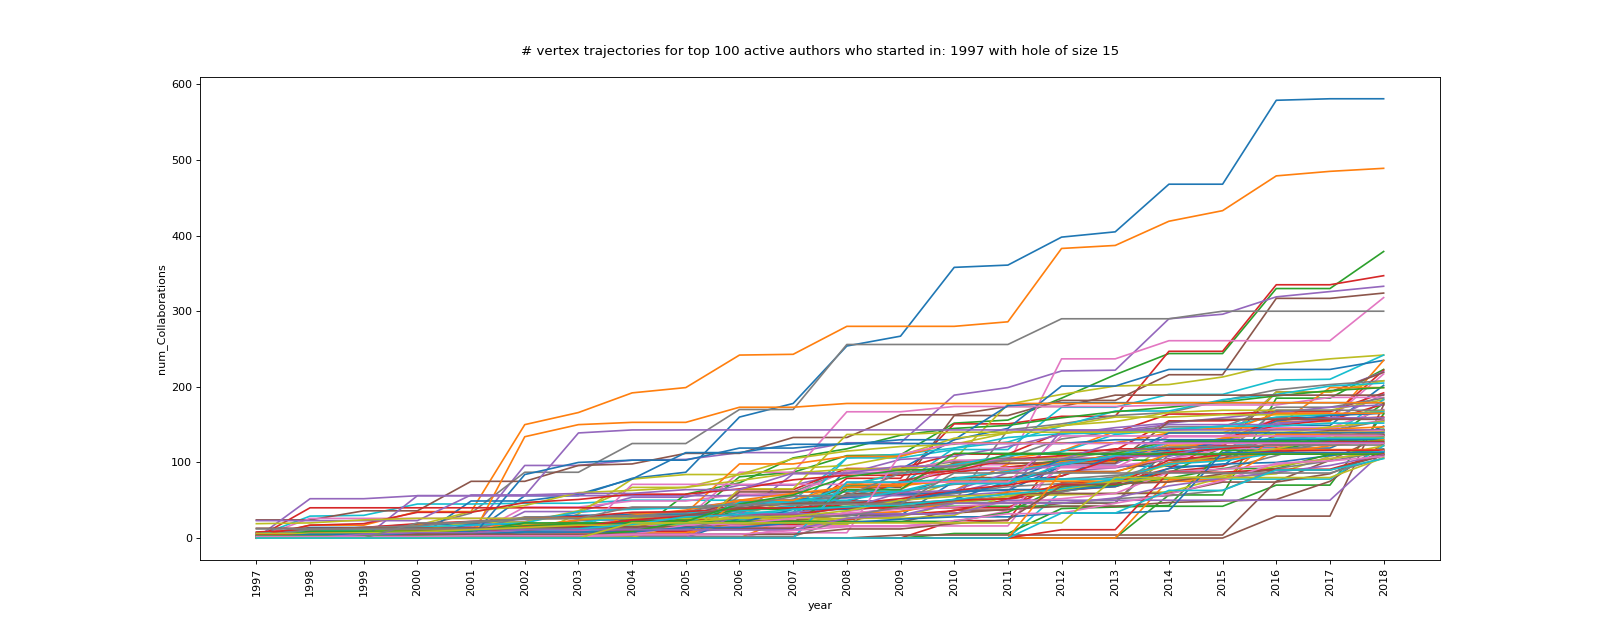 # vertex trajectories for top 100 active authors who started in: 1997 with hole of size 15
600
500
400
300
200
100
0
num_Collaborations
1997 1998 1999 2000 2001 2002 2003 2004 2005 2006 2007 2008 2009 2010 2011 2012 2013 2014 2015 2016 2017 2018
year